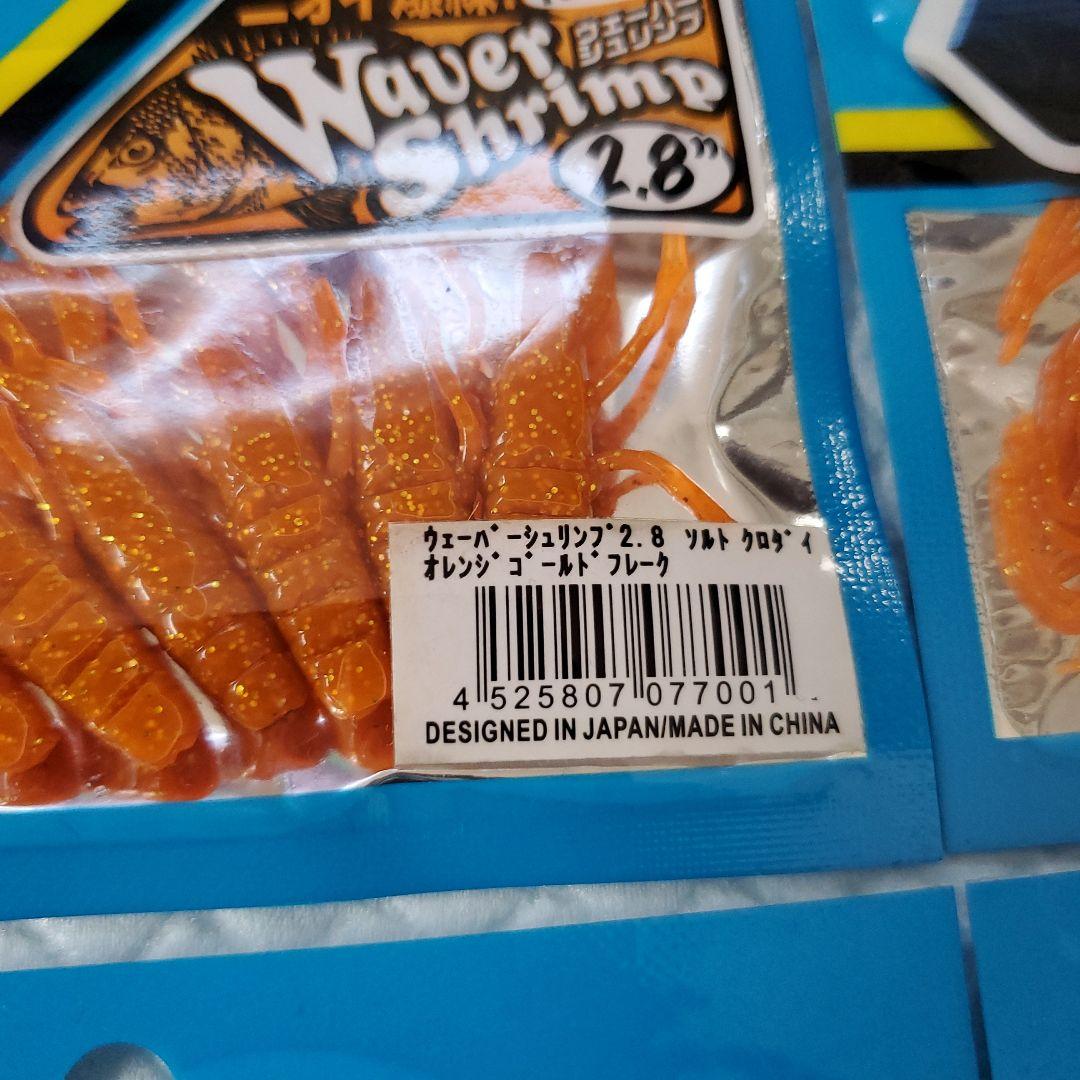 ウェーバー
シュリンプ
Waver
Shrimp
2.8"
ウェーバーシュリンプ2.8 ソルト クロダイ
オレンジゴールドフレーク
4 525807 077001
DESIGNED IN JAPAN/MADE IN CHINA